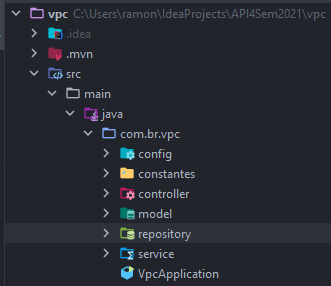 vpc C:\Users\ramon\IdeaProjects\API4Sem2021\vpc
.idea
.mvn
src
main
java
com.br.vpc
config
constantes
controller
model
repository
service
VpcApplication